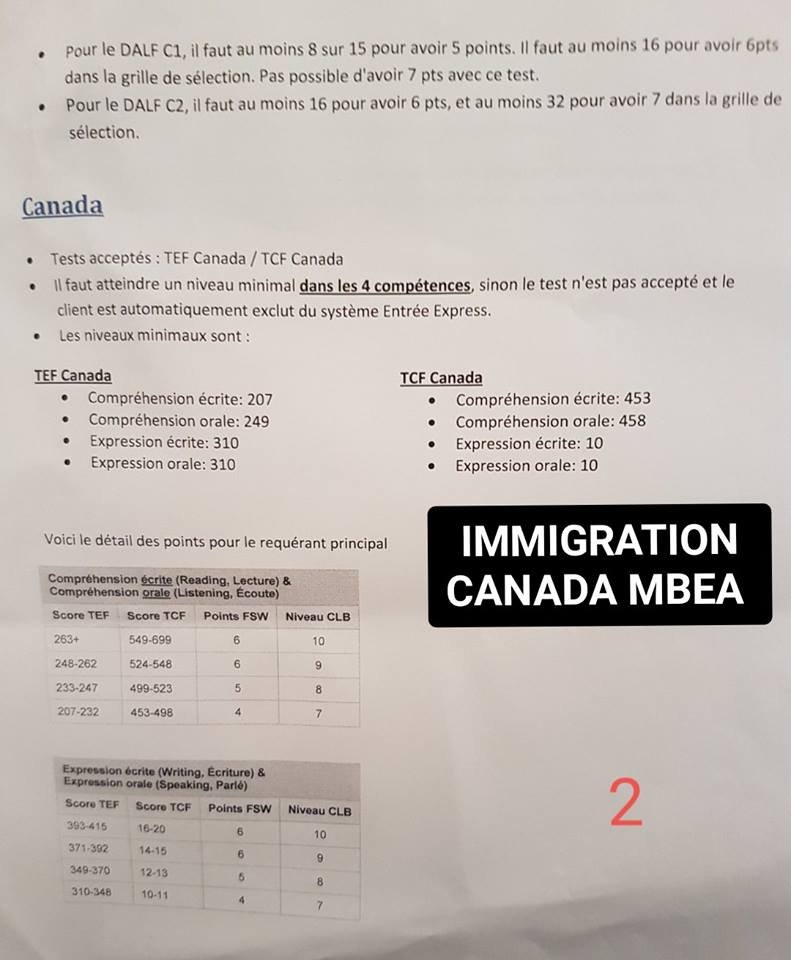 • Pour le DALF C1, il faut au moins 8 sur 15 pour avoir 5 points. Il faut au moins 16 pour avoir 6pts
dans la grille de sélection. Pas possible d'avoir 7 pts avec ce test.
• Pour le DALF C2, il faut au moins 16 pour avoir 6 pts, et au moins 32 pour avoir 7 dans la grille de
sélection.
Canada
• Tests acceptés : TEF Canada / TCF Canada
• Il faut atteindre un niveau minimal dans les 4 compétences, sinon le test n'est pas accepté et le
client est automatiquement exclut du système Entrée Express.
• Les niveaux minimaux sont :
TEF Canada
• Compréhension écrite: 207
• Compréhension orale: 249
• Expression écrite: 310
• Expression orale: 310
TCF Canada
• Compréhension écrite: 453
• Compréhension orale: 458
• Expression écrite: 10
• Expression orale: 10
IMMIGRATION
CANADA MBEA
Voici le détail des points pour le requérant principal
Compréhension écrite (Reading, Lecture) &
Compréhension orale (Listening, Écoute)
Score TEF Score TCF Points FSW Niveau CLB
263+ 549-699 6 10
248-262 524-548 6 9
233-247 499-523 5 8
207-232 453-498 4 7
Expression écrite (Writing, Écriture) &
Expression orale (Speaking, Parlé)
Score TEF Score TCF Points FSW Niveau CLB
393-415 16-20 6 10
371-392 14-15 6 9
349-370 12-13 5 8
310-348 10-11 4 7
2